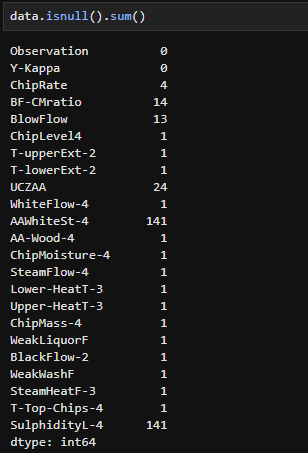 data.isnull().sum()
Observation 0
Y-Kappa 0
ChipRate 4
BF-CMratio 14
BlowFlow 13
ChipLevel4 1
T-upperExt-2 1
T-lowerExt-2 1
UCZAA 24
WhiteFlow-4 1
AAWhiteSt-4 141
AA-Wood-4 1
ChipMoisture-4 1
SteamFlow-4 1
Lower-HeatT-3 1
Upper-HeatT-3 1
ChipMass-4 1
WeakLiquorF 1
BlackFlow-2 1
WeakWashF 1
SteamHeatF-3 1
T-Top-Chips-4 1
SulphidityL-4 141
dtype: int64